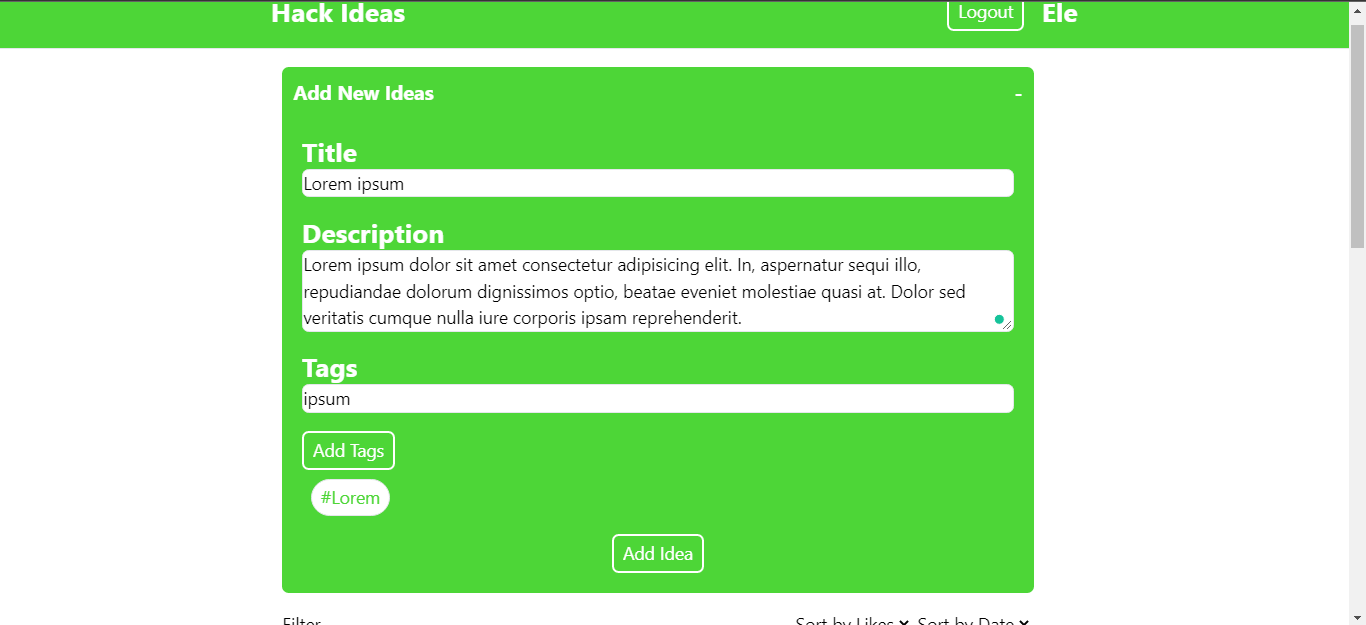 Hack Ideas
Logout
Ele
Add New Ideas -
Title
Lorem ipsum
Description
Lorem ipsum dolor sit amet consectetur adipisicing elit. In, aspernatur sequi illo,
repudiandae dolorum dignissimos optio, beatae eveniet molestiae quasi at. Dolor sed
veritatis cumque nulla iure corporis ipsam reprehenderit.
Tags
ipsum
Add Tags
#Lorem
Add Idea
Filter
Sort by Likes
Sort by Date